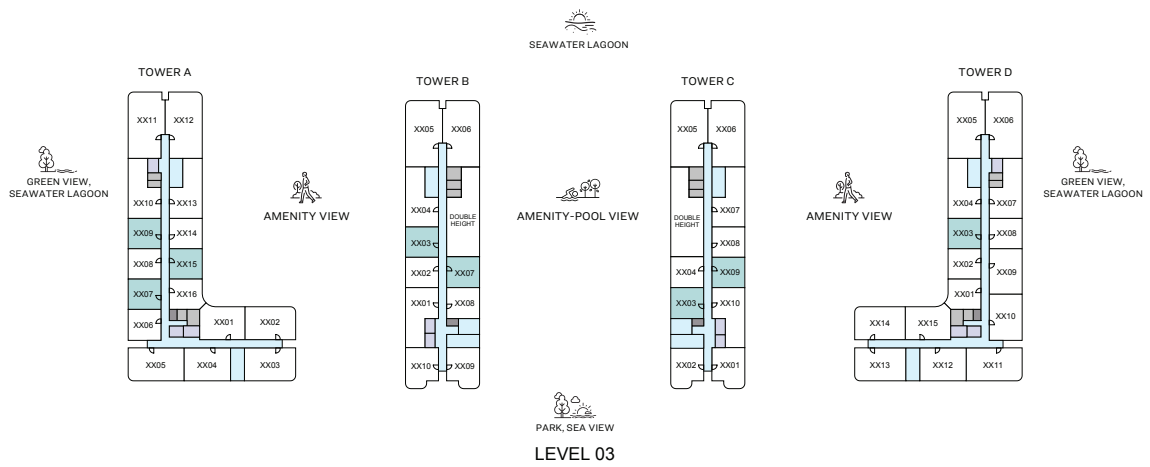 SEAWATER LAGOON
TOWER A
TOWER B
TOWER C
TOWER D
XX11 XX12
XX10 XX13
XX09 XX14
XX08 XX15
XX07 XX16
XX06 XX01 XX02
XX05 XX04 XX03
XX05 XX06
XX04 DOUBLE
HEIGHT
XX03
XX02 XX07
XX01 XX08
XX10 XX09
XX05 XX06
XX07
DOUBLE
HEIGHT
XX08
XX04 XX09
XX03 XX10
XX02 XX01
XX05 XX06
XX04 XX07
XX03 XX08
XX02 XX09
XX01
XX10
XX14 XX15
XX13 XX12 XX11
GREEN VIEW,
SEAWATER LAGOON
AMENITY VIEW
AMENITY-POOL VIEW
AMENITY VIEW
GREEN VIEW,
SEAWATER LAGOON
PARK, SEA VIEW
LEVEL 03